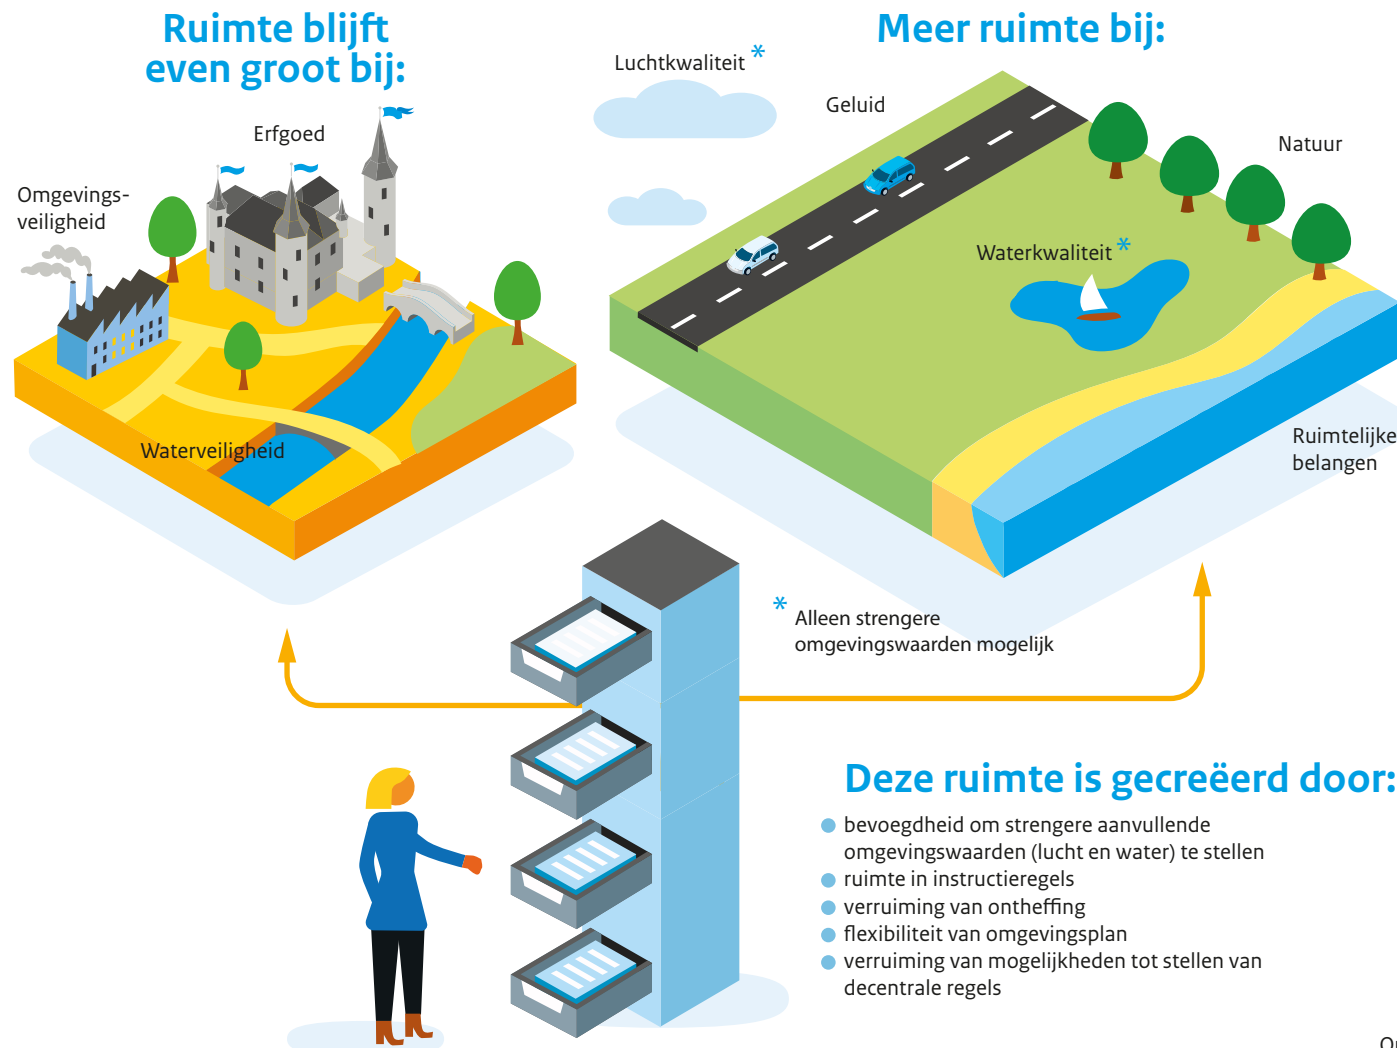 Ruimte blijft
even groot bij:
Erfgoed
Omgevings-
veiligheid
Waterveiligheid
Meer ruimte bij:
Luchtkwaliteit *
Geluid
Natuur
Waterkwaliteit *
Ruimtelijke
belangen
* Alleen strengere
omgevingswaarden mogelijk
Deze ruimte is gecreëerd door:
bevoegdheid om strengere aanvullende
omgevingswaarden (lucht en water) te stellen
ruimte in instructieregels
verruiming van ontheffing
flexibiliteit van omgevingsplan
verruiming van mogelijkheden tot stellen van
decentrale regels